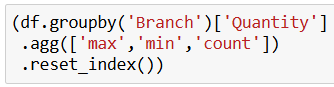 (df.groupby('Branch')['Quantity']
.agg(['max','min','count'])
.reset_index())